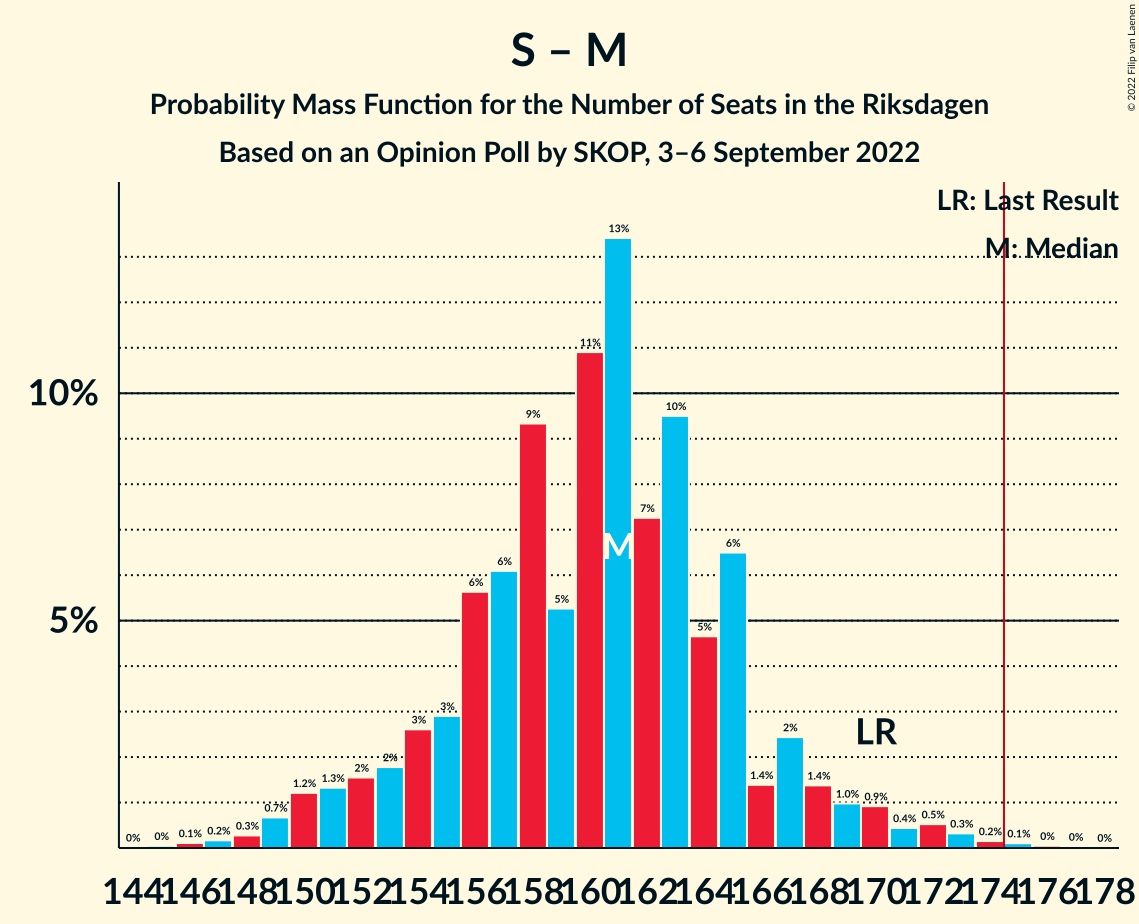 S – M
Probability Mass Function for the Number of Seats in the Riksdagen
Based on an Opinion Poll by SKOP, 3–6 September 2022
© 2022 Filip van Laenen
LR: Last Result
M: Median
10%
5%
0% 0% 0.1% 0.2% 0.3% 0.7% 1.2% 1.3% 2% 2% 3% 3% 6% 6% 9% 5% 11% 13% 7% 10% 5% 6% 1.4% 2% 1.4% 1.0% 0.9% 0.4% 0.5% 0.3% 0.2% 0.1% 0% 0% 0%
M
LR
144 146 148 150 152 154 156 158 160 162 164 166 168 170 172 174 176 178